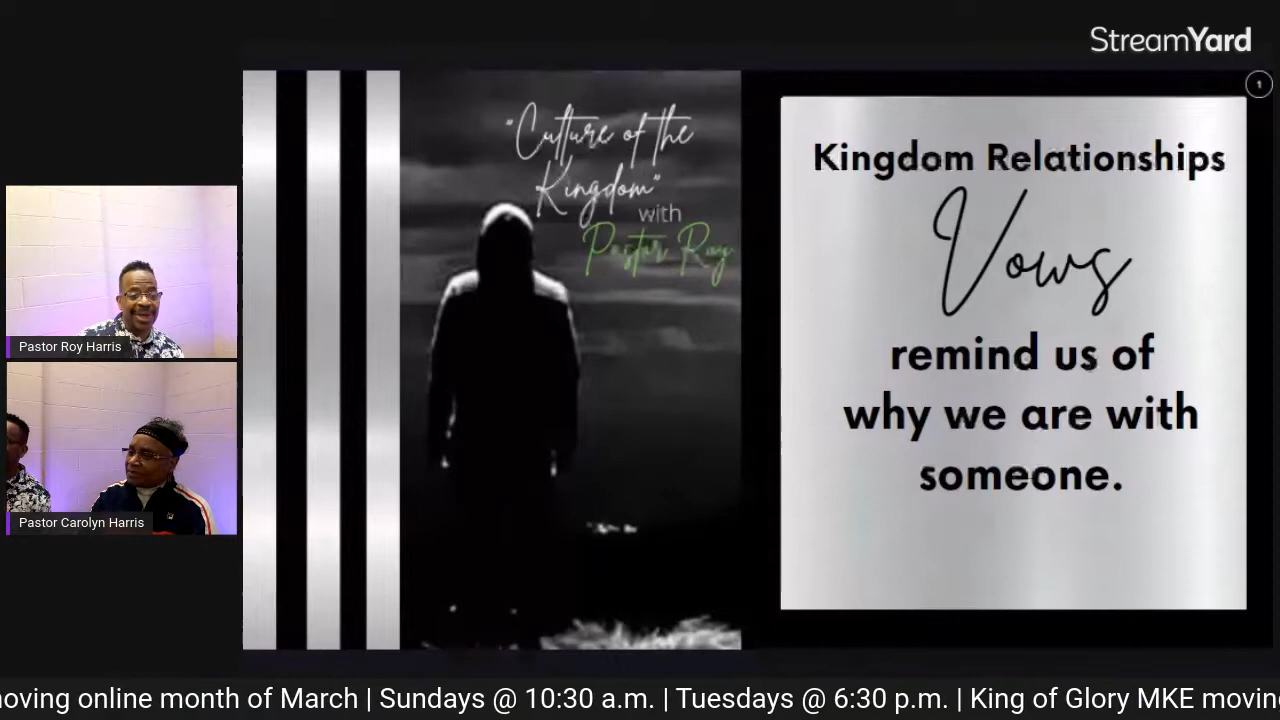 StreamYard
1
"Culture of the
Kingdom"
with
Pastor Roy
Kingdom Relationships
Vows
remind us of
why we are with
someone.
Pastor Roy Harris
Pastor Carolyn Harris
oving online month of March | Sundays @ 10:30 a.m. | Tuesdays @ 6:30 p.m. | King of Glory MKE movin